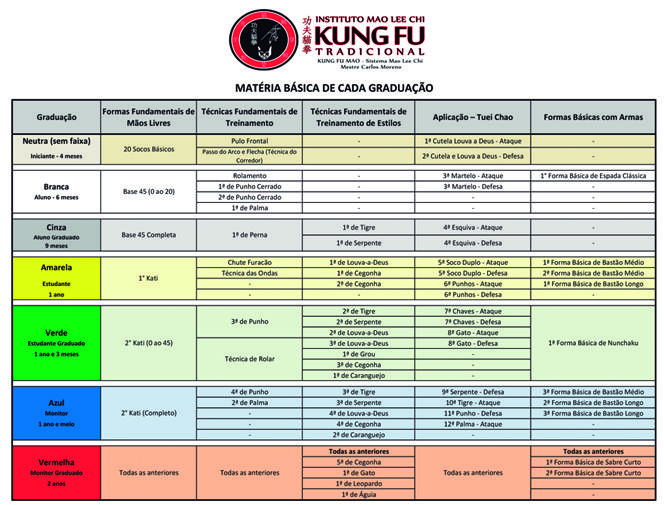 功夫貓拳
INSTITUTO MAO LEE CHI
KUNG FU
TRADICIONAL
KUNG FU MAO - Sistema Mao Lee Chi
Mestre Carlos Moreno
MATÉRIA BÁSICA DE CADA GRADUAÇÃO
Graduação | Formas Fundamentais de Mãos Livres | Técnicas Fundamentais de Treinamento | Técnicas Fundamentais de Treinamento de Estilos | Aplicação – Tuei Chao | Formas Básicas com Armas
Neutra (sem faixa) Iniciante - 4 meses | 20 Socos Básicos | Pulo Frontal | - | 1ª Cutela Louva a Deus - Ataque | -
Passo do Arco e Flecha (Técnica do Corredor) | - | 2ª Cutela e Louva a Deus - Defesa | -
Branca Aluno - 6 meses | Base 45 (0 ao 20) | Rolamento | - | 3ª Martelo - Ataque | 1° Forma Básica de Espada Clássica
1ª de Punho Cerrado | - | 3ª Martelo - Defesa | -
2ª de Punho Cerrado | - | - | -
1ª de Palma | - | - | -
Cinza Aluno Graduado 9 meses | Base 45 Completa | 1ª de Perna | 1ª de Tigre | 4ª Esquiva - Ataque | -
1ª de Serpente | 4ª Esquiva - Defesa | -
Amarela Estudante 1 ano | 1° Kati | Chute Furacão | 1ª de Louva-a-Deus | 5ª Soco Duplo - Ataque | 1ª Forma Básica de Bastão Médio
Técnica das Ondas | 1ª de Cegonha | 5ª Soco Duplo - Defesa | 2ª Forma Básica de Bastão Médio
- | 2ª de Cegonha | 6ª Punhos - Ataque | 1ª Forma Básica de Bastão Longo
- | - | 6ª Punhos - Defesa | -
Verde Estudante Graduado 1 ano e 3 meses | 2° Kati (0 ao 45) | 3ª de Punho | 2ª de Tigre | 7ª Chaves - Ataque | 1ª Forma Básica de Nunchaku
2ª de Serpente | 7ª Chaves - Defesa
2ª de Louva-a-Deus | 8ª Gato - Ataque
Técnica de Rolar | 3ª de Louva-a-Deus | 8ª Gato - Defesa
1ª de Grou | -
3ª de Cegonha | -
1ª de Caranguejo | -
Azul Monitor 1 ano e meio | 2° Kati (Completo) | 4ª de Punho | 3ª de Tigre | 9ª Serpente - Defesa | 3ª Forma Básica de Bastão Médio
2ª de Palma | 3ª de Serpente | 10ª Tigre - Ataque | 2ª Forma Básica de Bastão Longo
- | 4ª de Louva-a-Deus | 11ª Punho - Defesa | 3ª Forma Básica de Bastão Longo
- | 4ª de Cegonha | 12ª Palma - Ataque | -
- | 2ª de Caranguejo | - | -
Vermelha Monitor Graduado 2 anos | Todas as anteriores | Todas as anteriores | Todas as anteriores | Todas as anteriores | Todas as anteriores
5ª de Cegonha | 1ª Forma Básica de Sabre Curto
1ª de Gato | 2ª Forma Básica de Sabre Curto
1ª de Leopardo | -
1ª de Águia | -